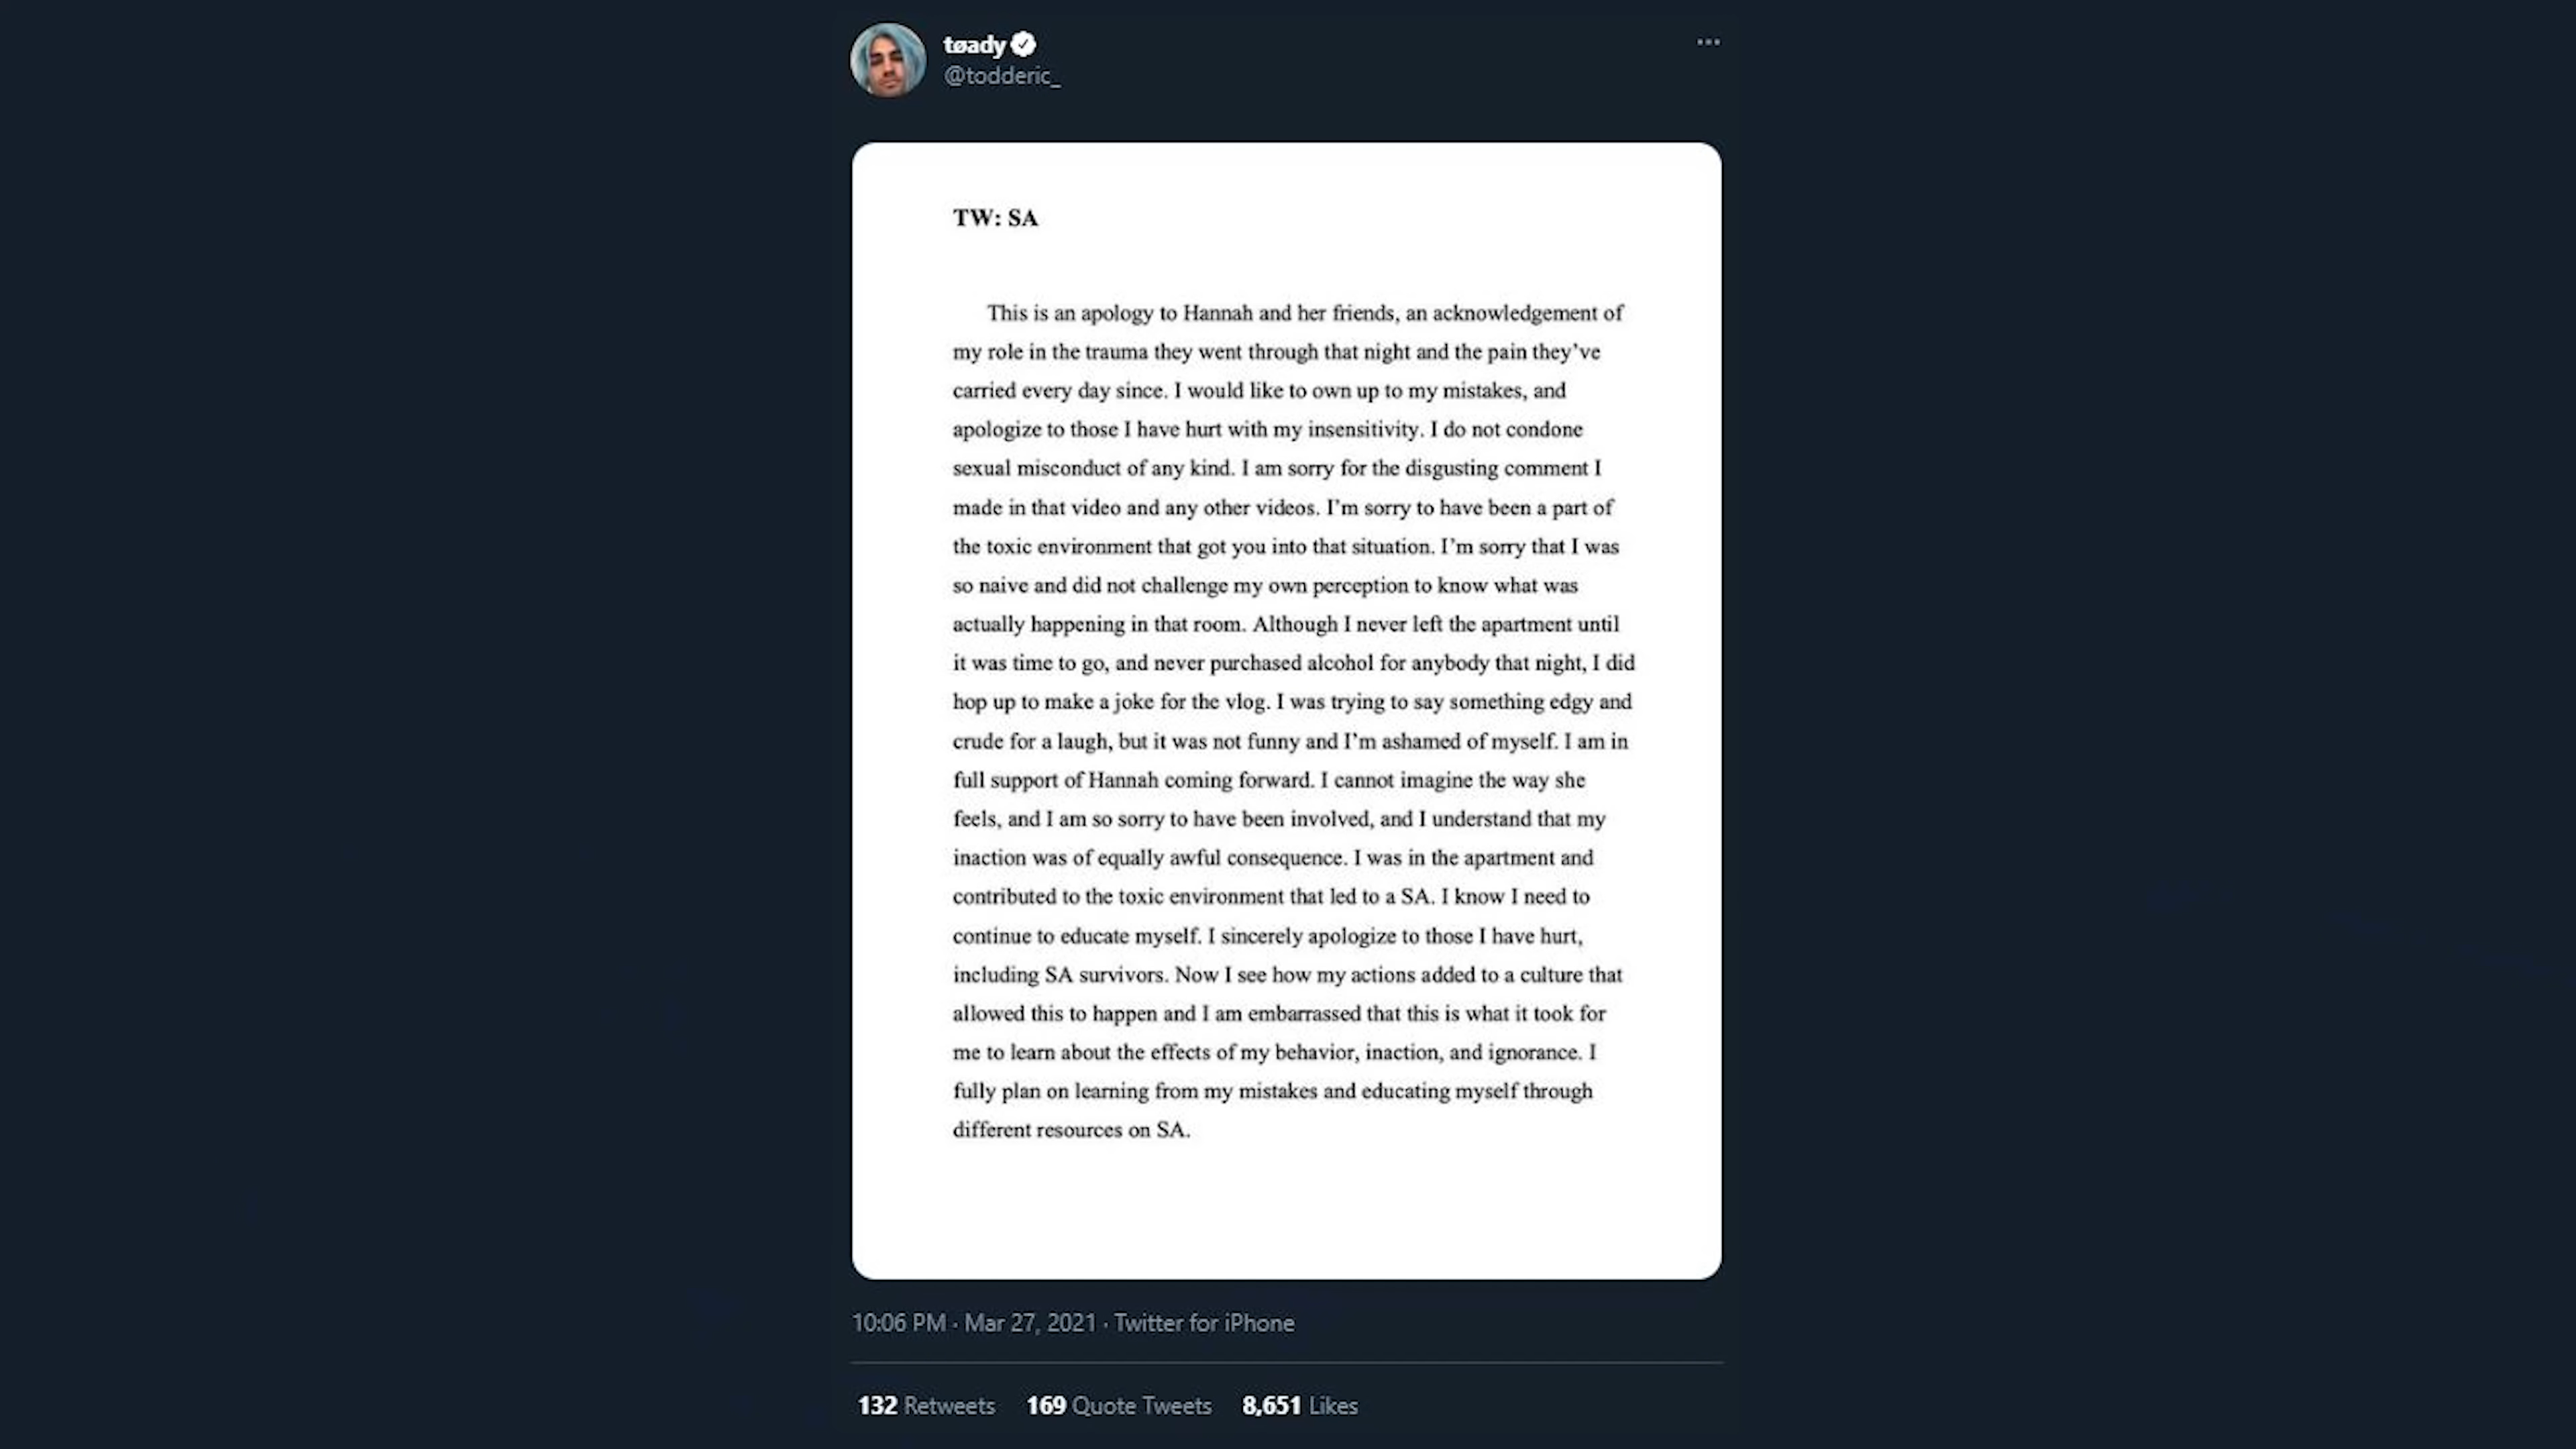 tøady
@todderic_
TW: SA
This is an apology to Hannah and her friends, an acknowledgement of
my role in the trauma they went through that night and the pain they’ve
carried every day since. I would like to own up to my mistakes, and
apologize to those I have hurt with my insensitivity. I do not condone
sexual misconduct of any kind. I am sorry for the disgusting comment I
made in that video and any other videos. I’m sorry to have been a part of
the toxic environment that got you into that situation. I’m sorry that I was
so naive and did not challenge my own perception to know what was
actually happening in that room. Although I never left the apartment until
it was time to go, and never purchased alcohol for anybody that night, I did
hop up to make a joke for the vlog. I was trying to say something edgy and
crude for a laugh, but it was not funny and I’m ashamed of myself. I am in
full support of Hannah coming forward. I cannot imagine the way she
feels, and I am so sorry to have been involved, and I understand that my
inaction was of equally awful consequence. I was in the apartment and
contributed to the toxic environment that led to a SA. I know I need to
continue to educate myself. I sincerely apologize to those I have hurt,
including SA survivors. Now I see how my actions added to a culture that
allowed this to happen and I am embarrassed that this is what it took for
me to learn about the effects of my behavior, inaction, and ignorance. I
fully plan on learning from my mistakes and educating myself through
different resources on SA.
10:06 PM · Mar 27, 2021 · Twitter for iPhone
132 Retweets 169 Quote Tweets 8,651 Likes